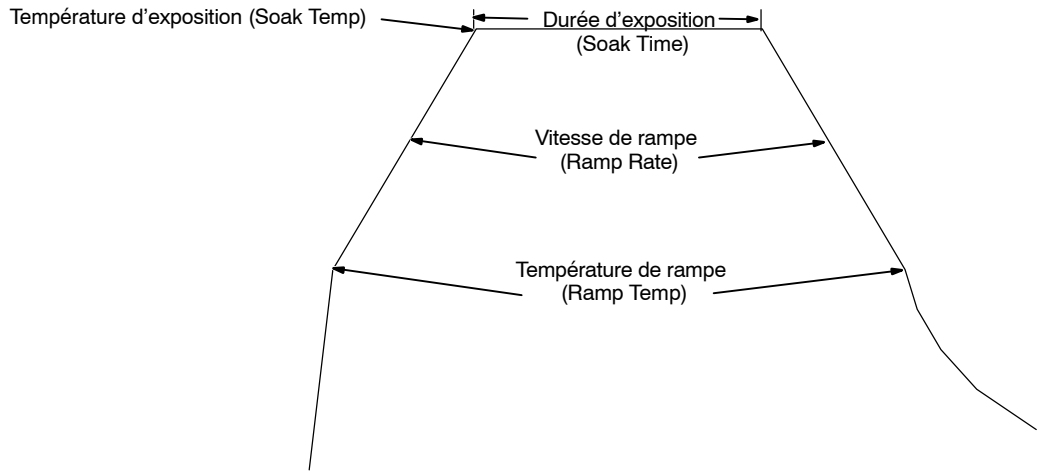 Température d’exposition (Soak Temp)
Durée d’exposition
(Soak Time)
Vitesse de rampe
(Ramp Rate)
Température de rampe
(Ramp Temp)